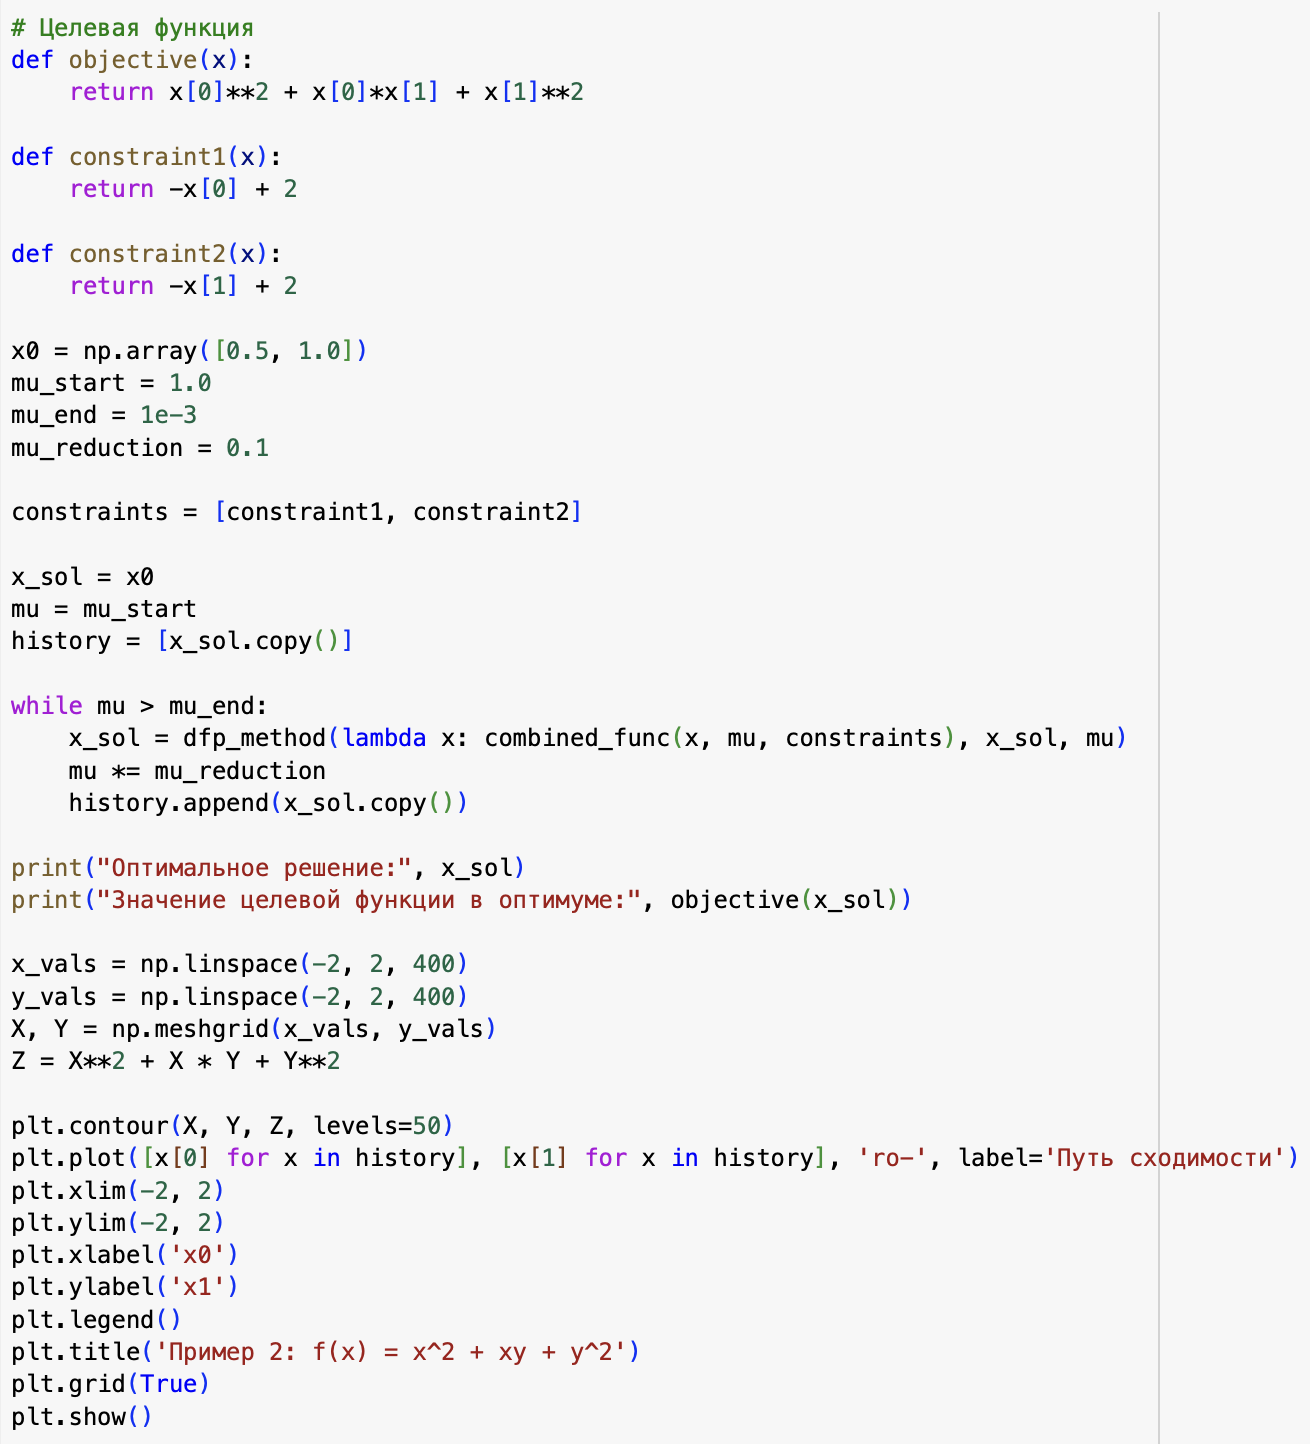 # Целевая функция
def objective(x):
    return x[0]**2 + x[0]*x[1] + x[1]**2

def constraint1(x):
    return -x[0] + 2

def constraint2(x):
    return -x[1] + 2

x0 = np.array([0.5, 1.0])
mu_start = 1.0
mu_end = 1e-3
mu_reduction = 0.1

constraints = [constraint1, constraint2]

x_sol = x0
mu = mu_start
history = [x_sol.copy()]

while mu > mu_end:
    x_sol = dfp_method(lambda x: combined_func(x, mu, constraints), x_sol, mu)
    mu *= mu_reduction
    history.append(x_sol.copy())

print("Оптимальное решение:", x_sol)
print("Значение целевой функции в оптимуме:", objective(x_sol))

x_vals = np.linspace(-2, 2, 400)
y_vals = np.linspace(-2, 2, 400)
X, Y = np.meshgrid(x_vals, y_vals)
Z = X**2 + X * Y + Y**2

plt.contour(X, Y, Z, levels=50)
plt.plot([x[0] for x in history], [x[1] for x in history], 'ro-', label='Путь сходимости')
plt.xlim(-2, 2)
plt.ylim(-2, 2)
plt.xlabel('x0')
plt.ylabel('x1')
plt.legend()
plt.title('Пример 2: f(x) = x^2 + xy + y^2')
plt.grid(True)
plt.show()